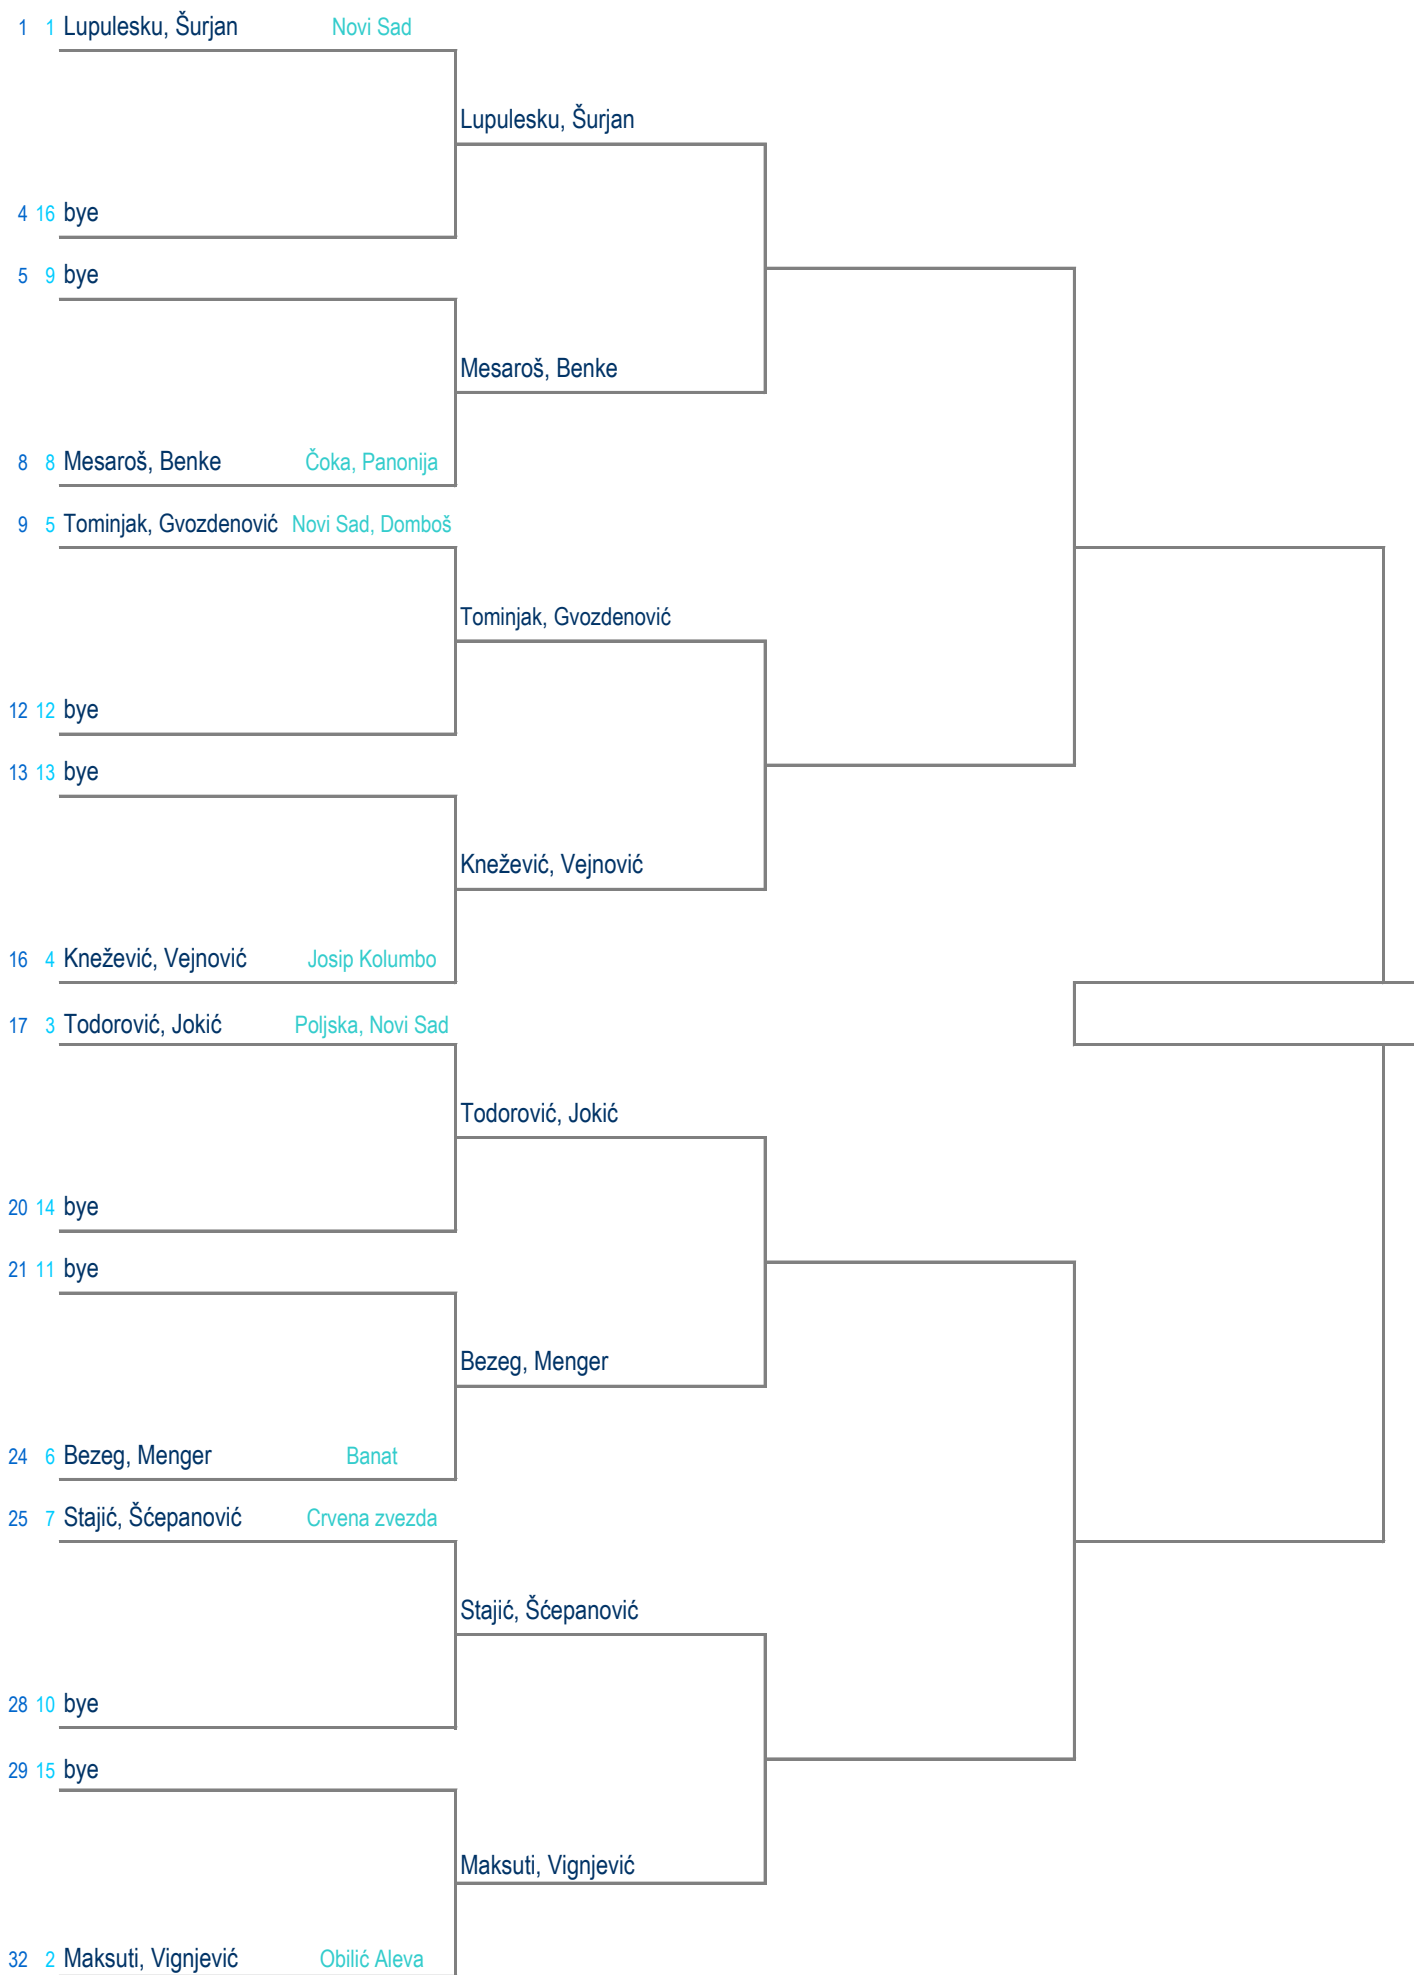 1 1 Lupulesku, Šurjan Novi Sad
Lupulesku, Šurjan
4 16 bye
5 9 bye
Mesaroš, Benke
8 8 Mesaroš, Benke Čoka, Panonija
9 5 Tominjak, Gvozdenović Novi Sad, Domboš
Tominjak, Gvozdenović
12 12 bye
13 13 bye
Knežević, Vejnović
16 4 Knežević, Vejnović Josip Kolumbo
17 3 Todorović, Jokić Poljska, Novi Sad
Todorović, Jokić
20 14 bye
21 11 bye
Bezeg, Menger
24 6 Bezeg, Menger Banat
25 7 Stajić, Šćepanović Crvena zvezda
Stajić, Šćepanović
28 10 bye
29 15 bye
Maksuti, Vignjević
32 2 Maksuti, Vignjević Obilić Aleva